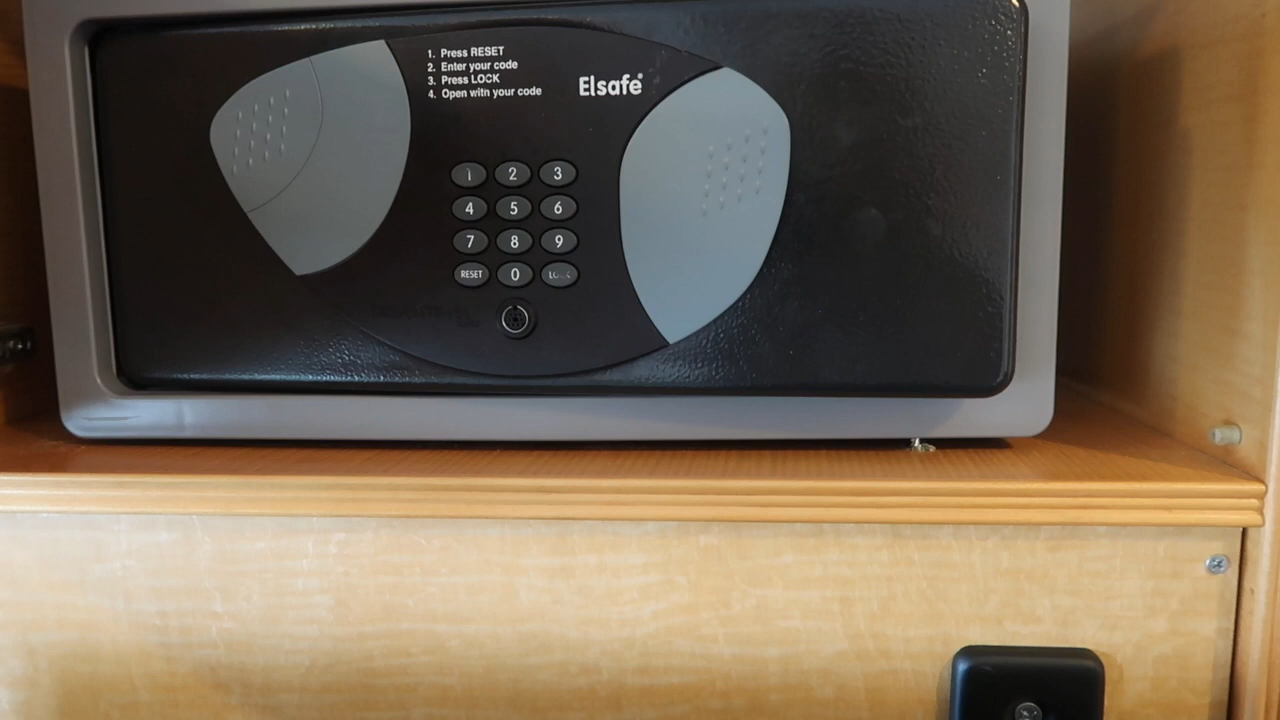 1. Press RESET
2. Enter your code
3. Press LOCK
4. Open with your code
Elsafe®
1 2 3
4 5 6
7 8 9
RESET 0 LOCK